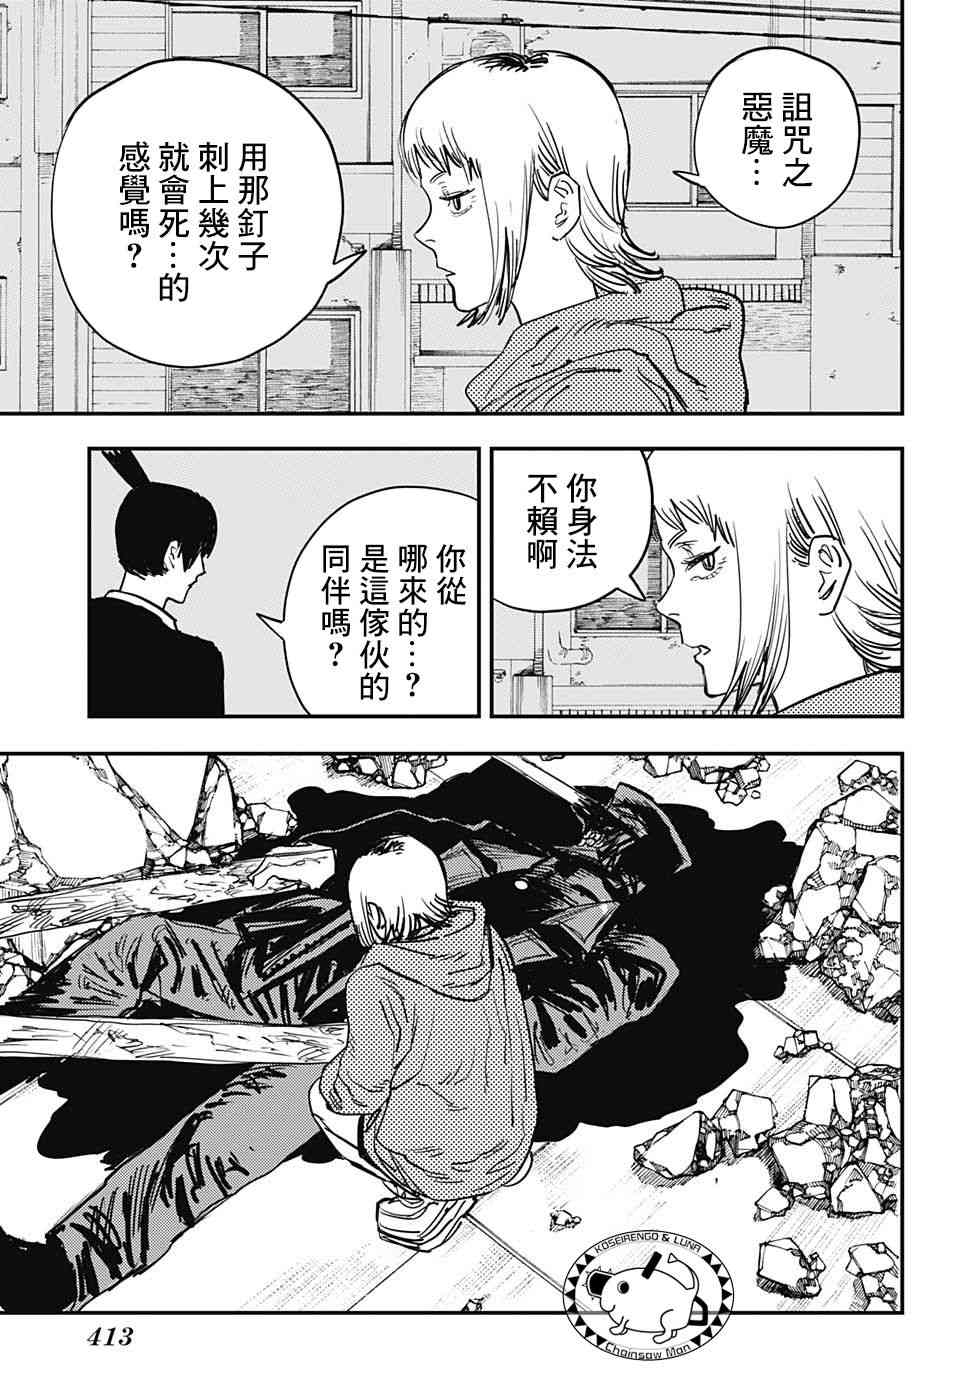 詛咒之
惡魔…
用那釘子
刺上幾次
就會死…的
感覺嗎?
你身法
不賴啊
你從
哪來的…?
是這傢伙的
同伴嗎?
KOSEIRENGO & LUNA
Chainsaw Man
413